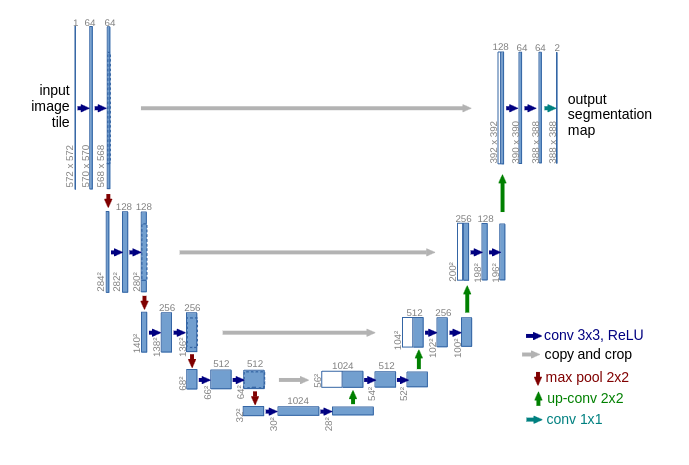 1 64 64
input
image
tile
572 x 572
570 x 570
568 x 568
128 64 64 2
output
segmentation
map
392 x 392
390 x 390
388 x 388
388 x 388
128 128
284²
282²
280²
256 128
200²
198²
196²
256 256
140²
138²
136²
512 256
104²
102²
100²
512 512
68²
66²
64²
1024 512
56²
54²
52²
1024
32²
30²
28²
conv 3x3, ReLU
copy and crop
max pool 2x2
up-conv 2x2
conv 1x1